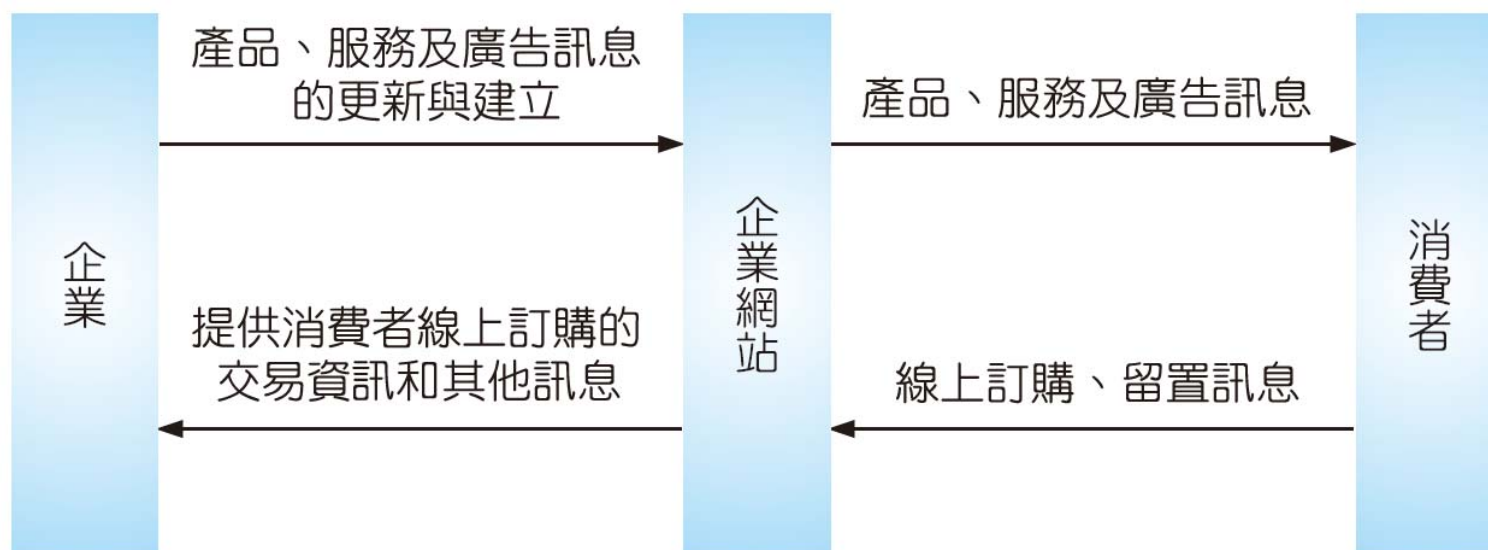 產品、服務及廣告訊息
的更新與建立
產品、服務及廣告訊息
企業
企業網站
消費者
提供消費者線上訂購的
交易資訊和其他訊息
線上訂購、留置訊息